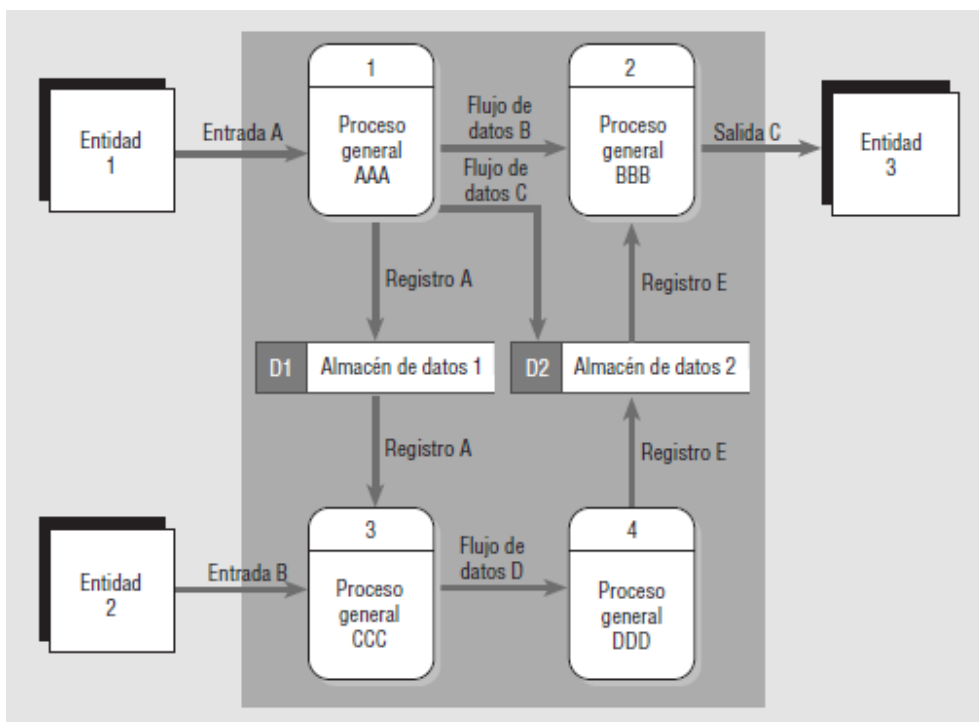 1
2
Entidad
1
Entrada A
Proceso
general
AAA
Flujo de
datos B
Flujo de
datos C
Proceso
general
BBB
Salida C
Entidad
3
Registro A
Registro E
D1
Almacén de datos 1
D2
Almacén de datos 2
Registro A
Registro E
3
4
Entidad
2
Entrada B
Proceso
general
CCC
Flujo de
datos D
Proceso
general
DDD